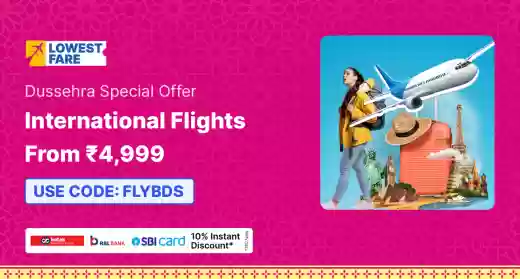 LOWEST
FARE
Dussehra Special Offer
International Flights
From ₹4,999
USE CODE: FLYBDS
kotak
RBL BANK
SBI card
10% Instant
Discount*